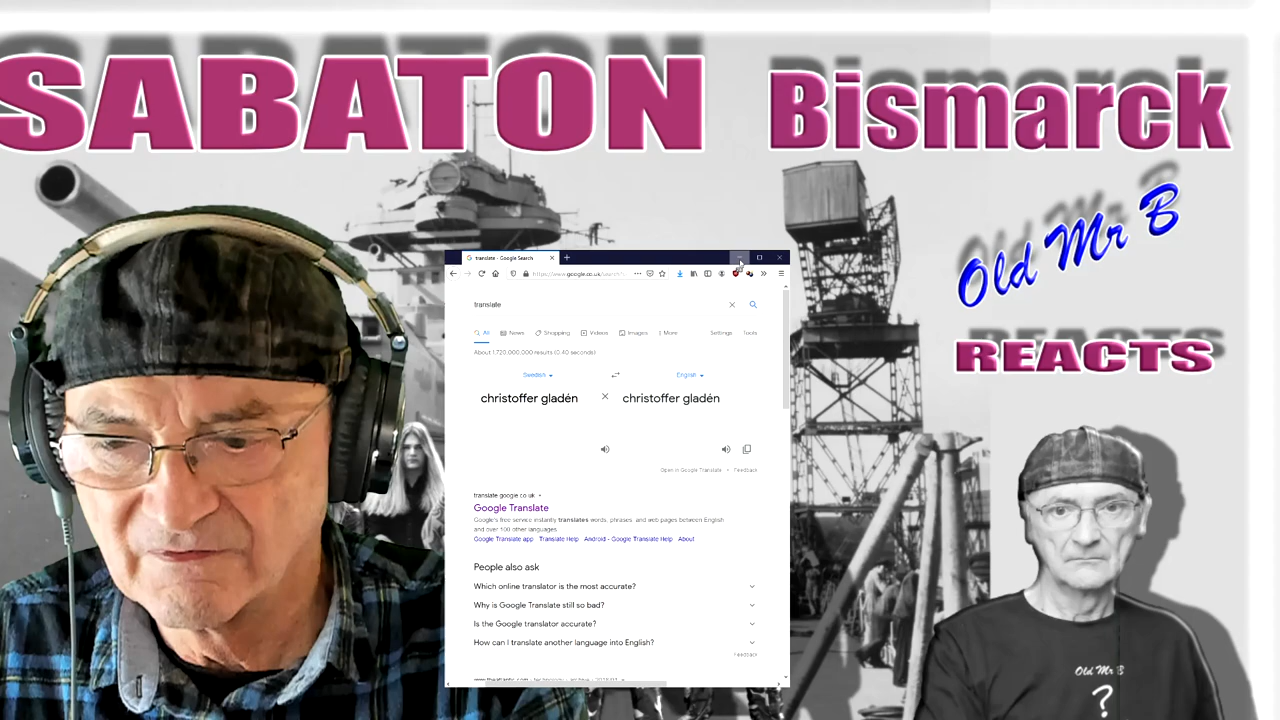 SABATON
Bismarck
Old Mr B
REACTS
translate - Google Search
translate
All News Shopping Videos Images More Settings Tools
About 1,720,000,000 results (0.40 seconds)
Swedish English
christoffer gladén christoffer gladén
Open in Google Translate • Feedback
translate.google.co.uk
Google Translate
Google's free service instantly translates words, phrases, and web pages between English
and over 100 other languages.
Google Translate app Translate Help Android - Google Translate Help About
People also ask
Which online translator is the most accurate?
Why is Google Translate still so bad?
Is the Google translator accurate?
How can I translate another language into English?
Feedback
Old Mr B
?